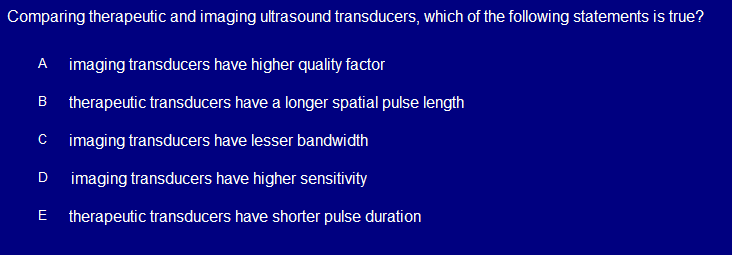 Comparing therapeutic and imaging ultrasound transducers, which of the following statements is true?
A imaging transducers have higher quality factor
B therapeutic transducers have a longer spatial pulse length
C imaging transducers have lesser bandwidth
D imaging transducers have higher sensitivity
E therapeutic transducers have shorter pulse duration